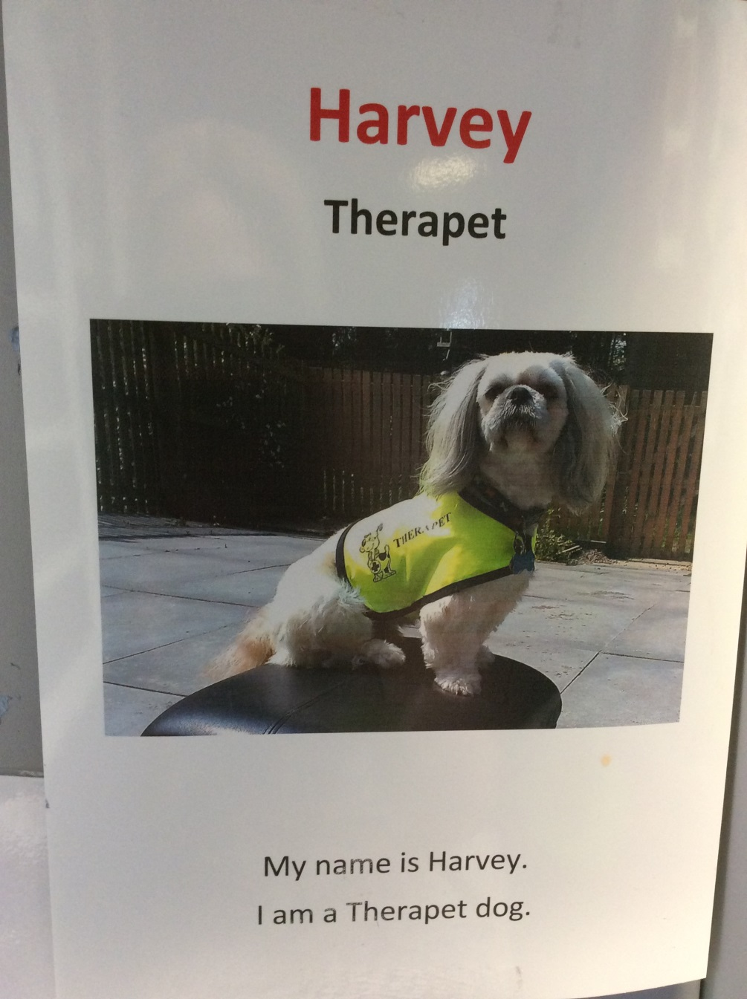 Harvey
Therapet
THERAPET
My name is Harvey.
I am a Therapet dog.